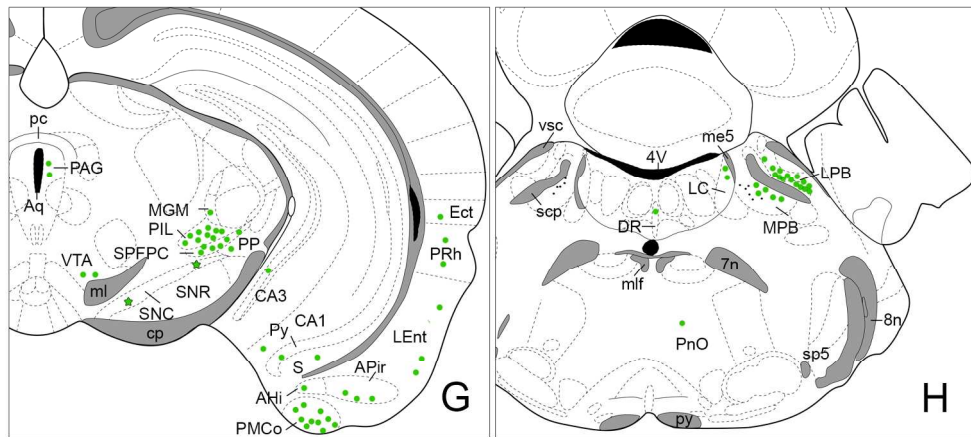 pc
PAG
Aq
MGM
PIL
PP
SPFPC
VTA
ml
SNR
SNC
cp
CA3
CA1
Py
S
Ect
PRh
LEnt
APir
AHi
PMCo
G
vsc
me5
4V
LPB
LC
scp
MPB
DR
mlf
7n
8n
PnO
sp5
py
H